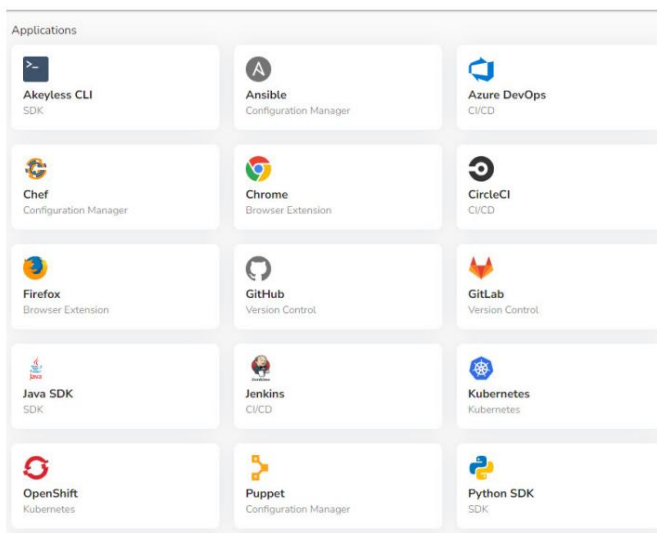 Applications
>_
Akeyless CLI
SDK
Ansible
Configuration Manager
Azure DevOps
CI/CD
Chef
Configuration Manager
Chrome
Browser Extension
CircleCI
CI/CD
Firefox
Browser Extension
GitHub
Version Control
GitLab
Version Control
Java
Java SDK
SDK
Jenkins
CI/CD
Kubernetes
Kubernetes
OpenShift
Kubernetes
Puppet
Configuration Manager
Python SDK
SDK